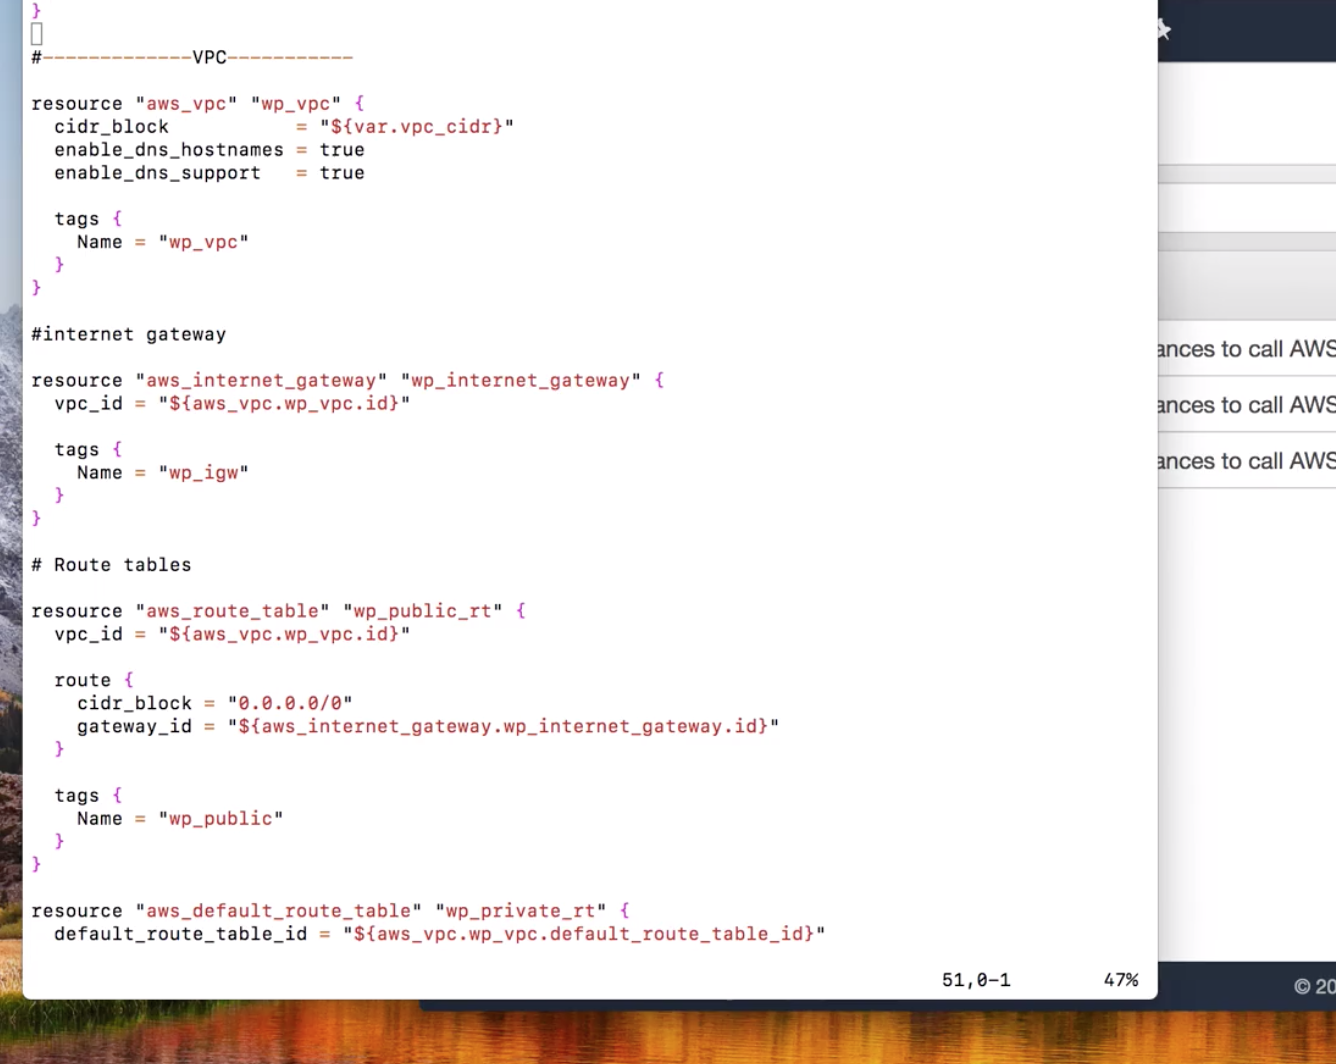 }
#-------------VPC-----------
resource "aws_vpc" "wp_vpc" {
  cidr_block           = "${var.vpc_cidr}"
  enable_dns_hostnames = true
  enable_dns_support   = true
  tags {
    Name = "wp_vpc"
  }
}
#internet gateway
resource "aws_internet_gateway" "wp_internet_gateway" {
  vpc_id = "${aws_vpc.wp_vpc.id}"
  tags {
    Name = "wp_igw"
  }
}
# Route tables
resource "aws_route_table" "wp_public_rt" {
  vpc_id = "${aws_vpc.wp_vpc.id}"
  route {
    cidr_block = "0.0.0.0/0"
    gateway_id = "${aws_internet_gateway.wp_internet_gateway.id}"
  }
  tags {
    Name = "wp_public"
  }
}
resource "aws_default_route_table" "wp_private_rt" {
  default_route_table_id = "${aws_vpc.wp_vpc.default_route_table_id}"
51,0-1 47%
ances to call AWS
ances to call AWS
ances to call AWS
© 20